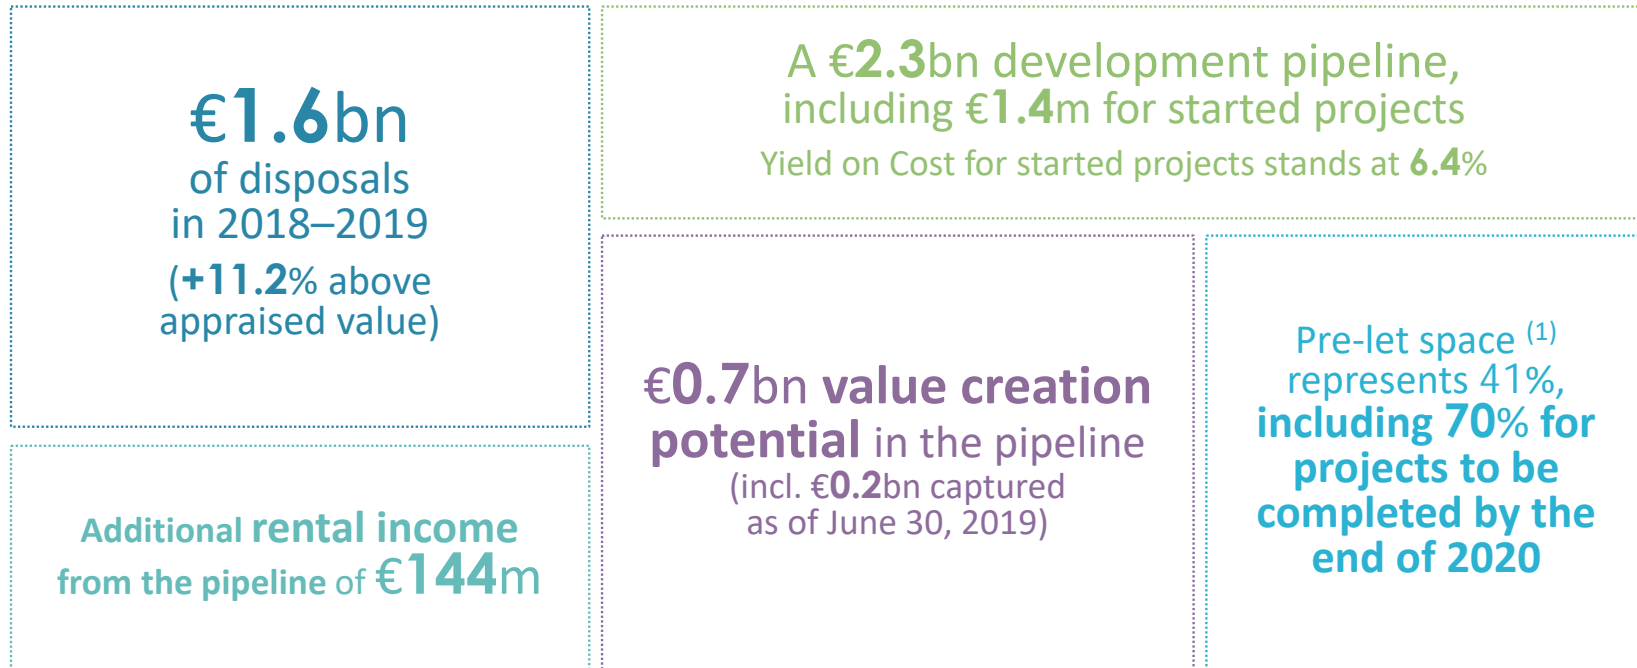 €1.6bn
of disposals
in 2018–2019
(+11.2% above
appraised value)
A €2.3bn development pipeline,
including €1.4m for started projects
Yield on Cost for started projects stands at 6.4%
Additional rental income
from the pipeline of €144m
€0.7bn value creation
potential in the pipeline
(incl. €0.2bn captured
as of June 30, 2019)
Pre-let space (1)
represents 41%,
including 70% for
projects to be
completed by the
end of 2020